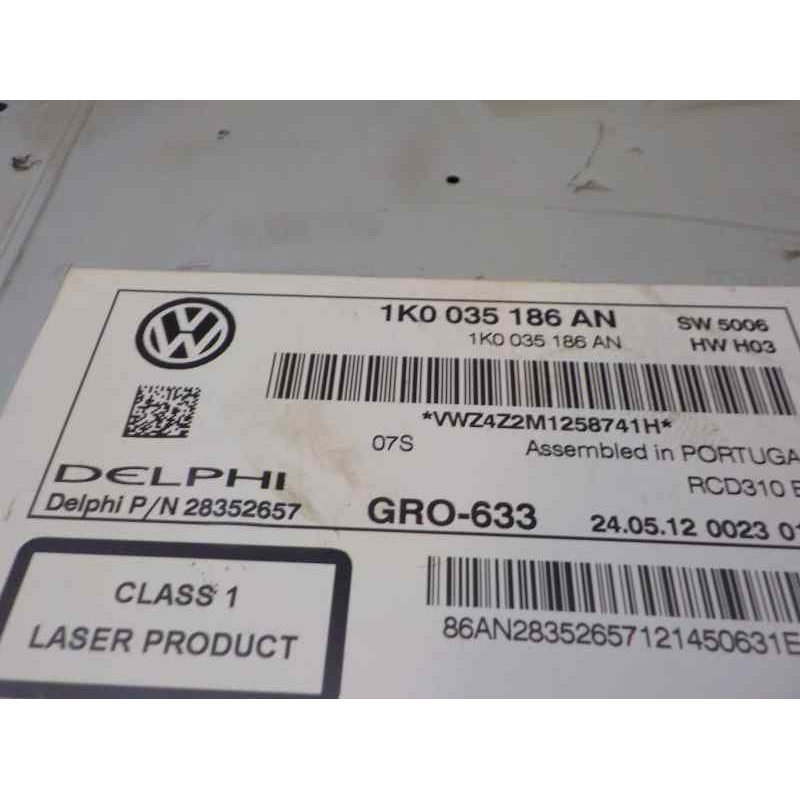 1K0 035 186 AN SW 5006
1K0 035 186 AN HW H03
*VWZ4Z2M1258741H*
07S Assembled in PORTUGA
DELPHI RCD310
Delphi P/N 28352657 GRO-633 24.05.12 0023 01
CLASS 1
LASER PRODUCT
86AN28352657121450631E